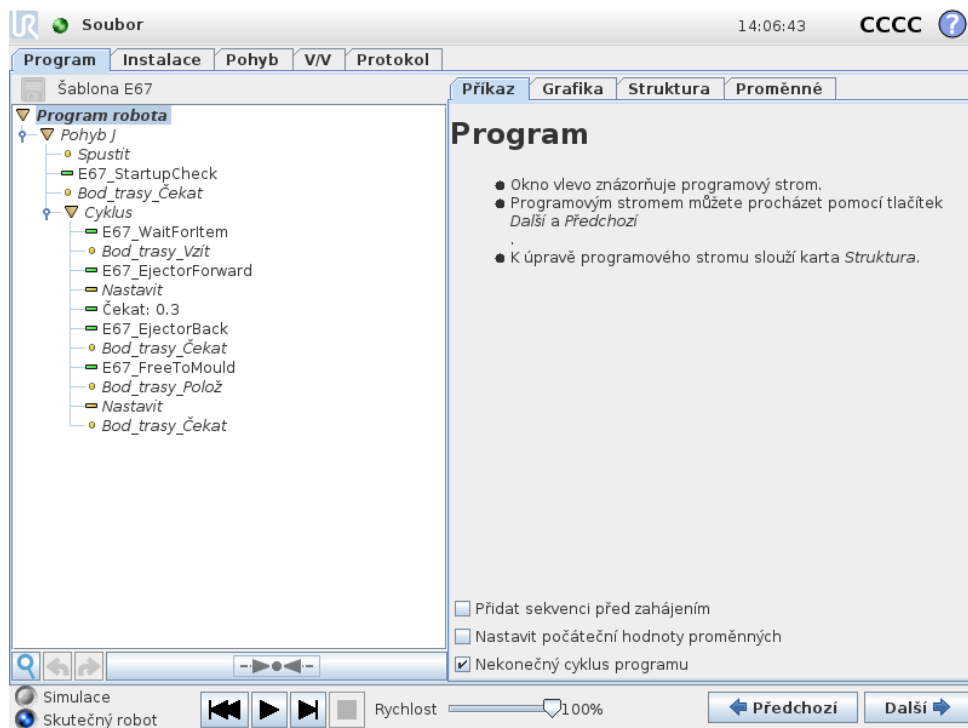 UR Soubor 14:06:43 CCCC ?
Program Instalace Pohyb V/V Protokol
Šablona E67
Příkaz Grafika Struktura Proměnné
Program robota
Pohyb J
Spustit
E67_StartupCheck
Bod_trasy_Čekat
Cyklus
E67_WaitForItem
Bod_trasy_Vzít
E67_EjectorForward
Nastavit
Čekat: 0.3
E67_EjectorBack
Bod_trasy_Čekat
E67_FreeToMould
Bod_trasy_Polož
Nastavit
Bod_trasy_Čekat
Program
Okno vlevo znázorňuje programový strom.
Programovým stromem můžete procházet pomocí tlačítek
Další a Předchozí
.
K úpravě programového stromu slouží karta Struktura.
Přidat sekvenci před zahájením
Nastavit počáteční hodnoty proměnných
Nekonečný cyklus programu
Simulace
Skutečný robot
Rychlost 100%
Předchozí Další